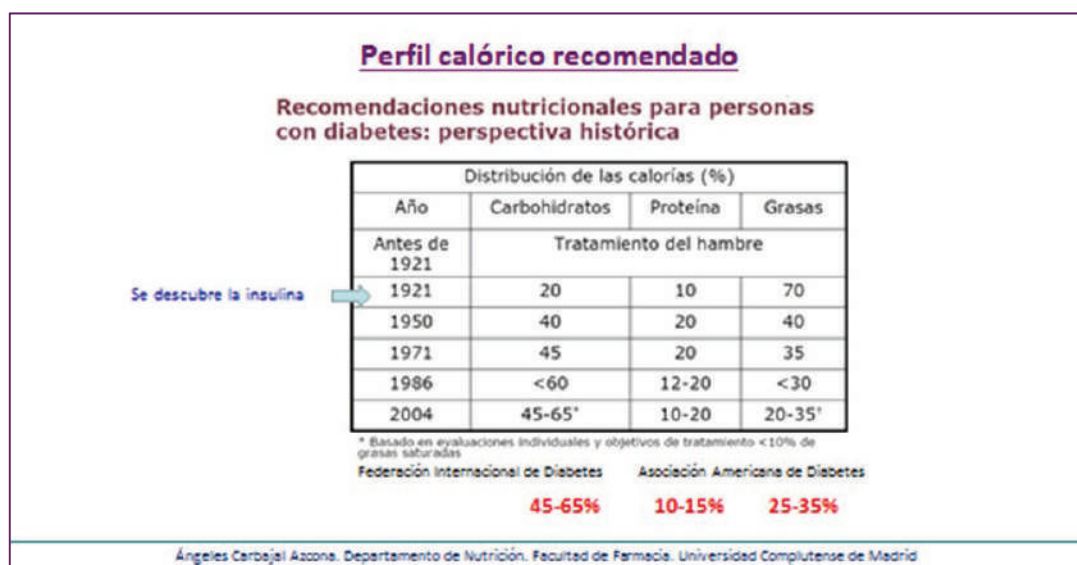 Perfil calórico recomendado
Recomendaciones nutricionales para personas
con diabetes: perspectiva histórica
Distribución de las calorías (%)
Año Carbohidratos Proteína Grasas
Antes de
1921
Tratamiento del hambre
Se descubre la insulina
1921 20 10 70
1950 40 20 40
1971 45 20 35
1986 <60 12-20 <30
2004 45-65* 10-20 20-35*
* Basado en evaluaciones individuales y objetivos de tratamiento <10% de
grasas saturadas
Federación Internacional de Diabetes Asociación Americana de Diabetes
45-65% 10-15% 25-35%
Ángeles Carbajal Azcona. Departamento de Nutrición. Facultad de Farmacia. Universidad Complutense de Madrid